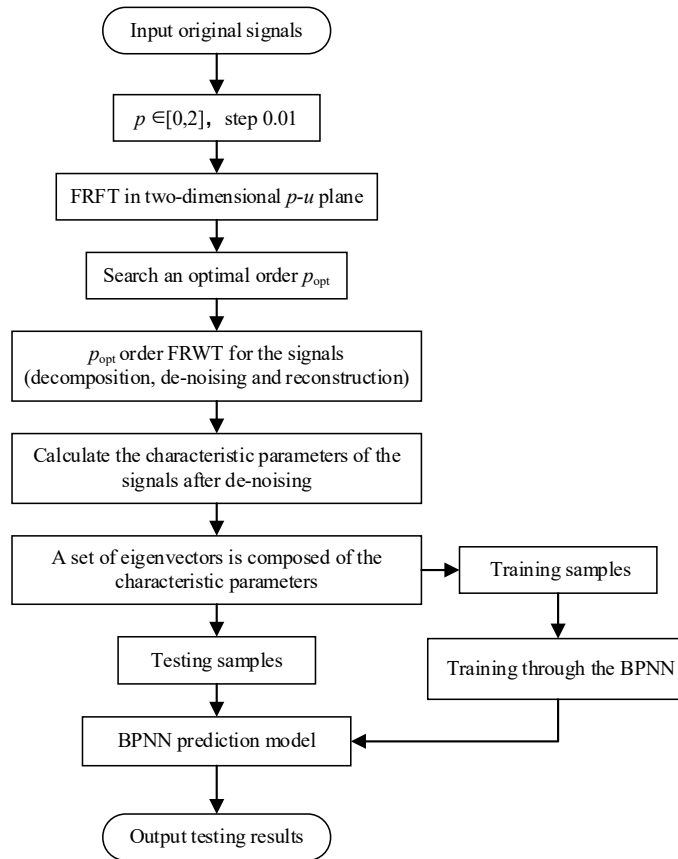 Input original signals
p ∈[0,2]，step 0.01
FRFT in two-dimensional p-u plane
Search an optimal order popt
popt order FRWT for the signals
(decomposition, de-noising and reconstruction)
Calculate the characteristic parameters of the
signals after de-noising
A set of eigenvectors is composed of the
characteristic parameters
Training samples
Testing samples
Training through the BPNN
BPNN prediction model
Output testing results